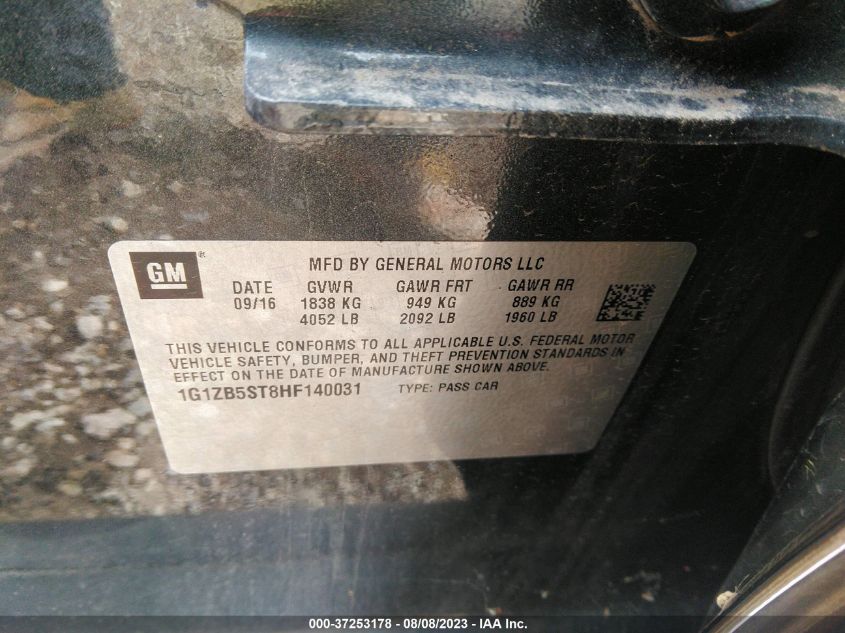 GM ®
MFD BY GENERAL MOTORS LLC
DATE GVWR GAWR FRT GAWR RR
09/16 1838 KG 949 KG 889 KG
4052 LB 2092 LB 1960 LB
THIS VEHICLE CONFORMS TO ALL APPLICABLE U.S. FEDERAL MOTOR
VEHICLE SAFETY, BUMPER, AND THEFT PREVENTION STANDARDS IN
EFFECT ON THE DATE OF MANUFACTURE SHOWN ABOVE.
1G1ZB5ST8HF140031 TYPE: PASS CAR
000-37253178 - 08/08/2023 - IAA Inc.